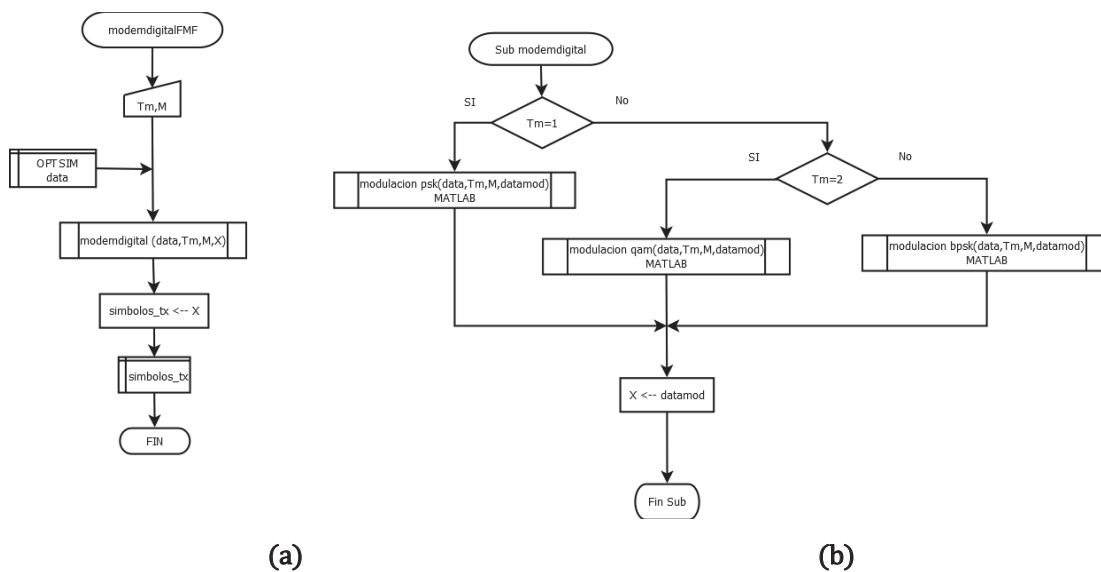 modemdigitalFMF
Tm,M
OPTSIM
data
modemdigital (data,Tm,M,X)
simbolos_tx <-- X
simbolos_tx
FIN
(a)
Sub modemdigital
SI
No
Tm=1
SI
No
Tm=2
modulacion psk(data,Tm,M,datamod)
MATLAB
modulacion qam(data,Tm,M,datamod)
MATLAB
modulacion bpsk(data,Tm,M,datamod)
MATLAB
X <-- datamod
Fin Sub
(b)